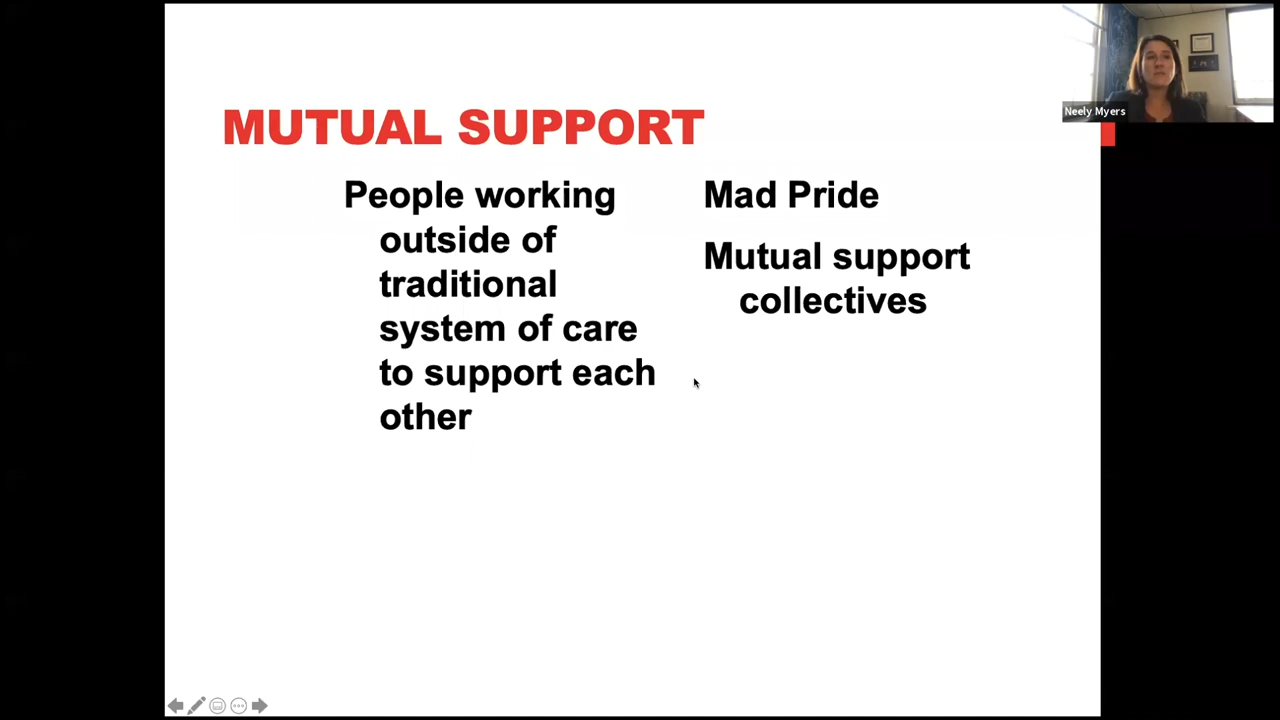 MUTUAL SUPPORT
People working
outside of
traditional
system of care
to support each
other
Mad Pride
Mutual support
collectives
Neely Myers